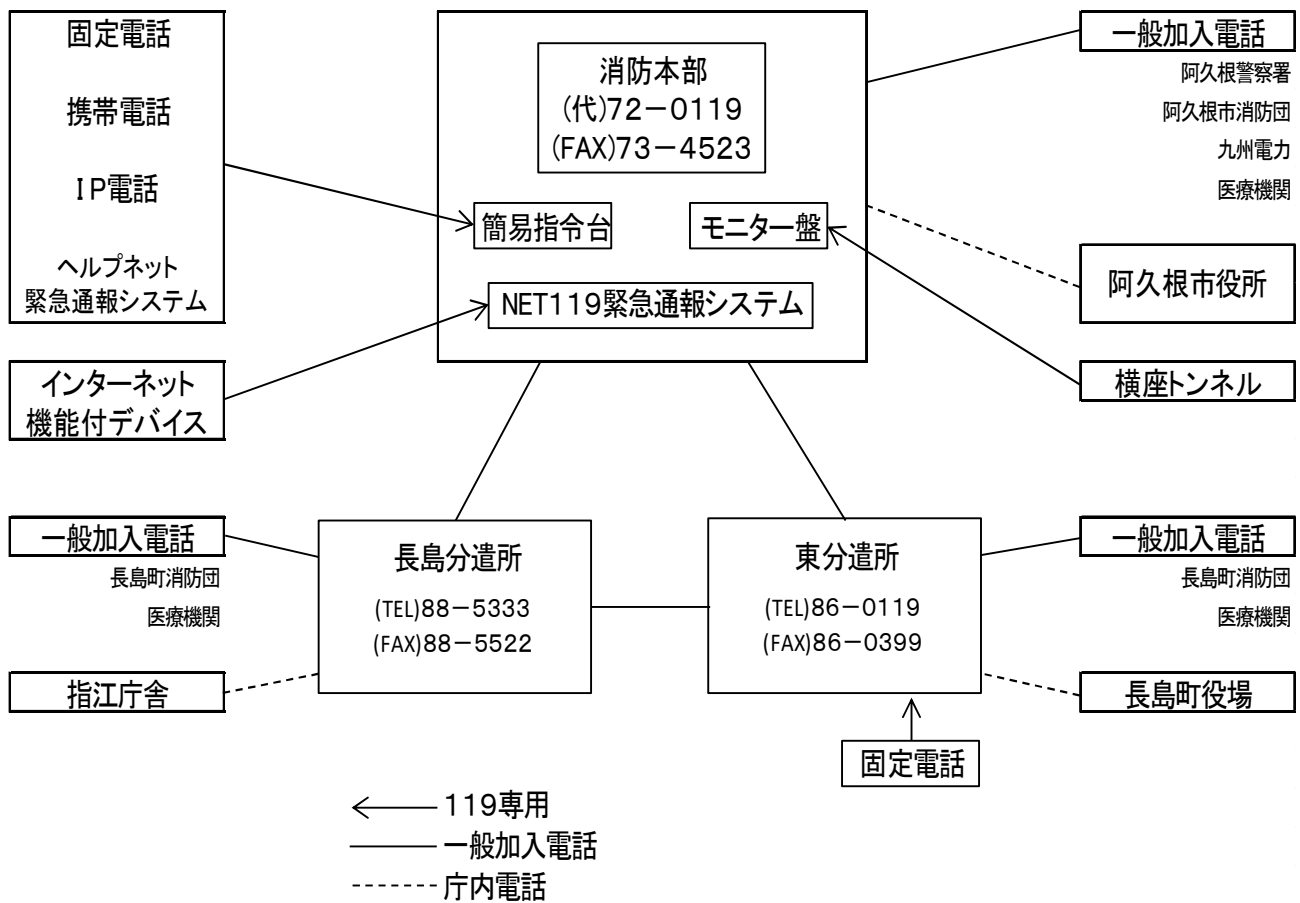 固定電話
携帯電話
IP電話
ヘルプネット
緊急通報システム
インターネット
機能付デバイス
消防本部
(代)72－0119
(FAX)73－4523
簡易指令台
モニター盤
NET119緊急通報システム
一般加入電話
阿久根警察署
阿久根市消防団
九州電力
医療機関
阿久根市役所
横座トンネル
一般加入電話
長島町消防団
医療機関
指江庁舎
長島分遣所
(TEL)88－5333
(FAX)88－5522
東分遣所
(TEL)86－0119
(FAX)86－0399
一般加入電話
長島町消防団
医療機関
長島町役場
固定電話
119専用
一般加入電話
庁内電話